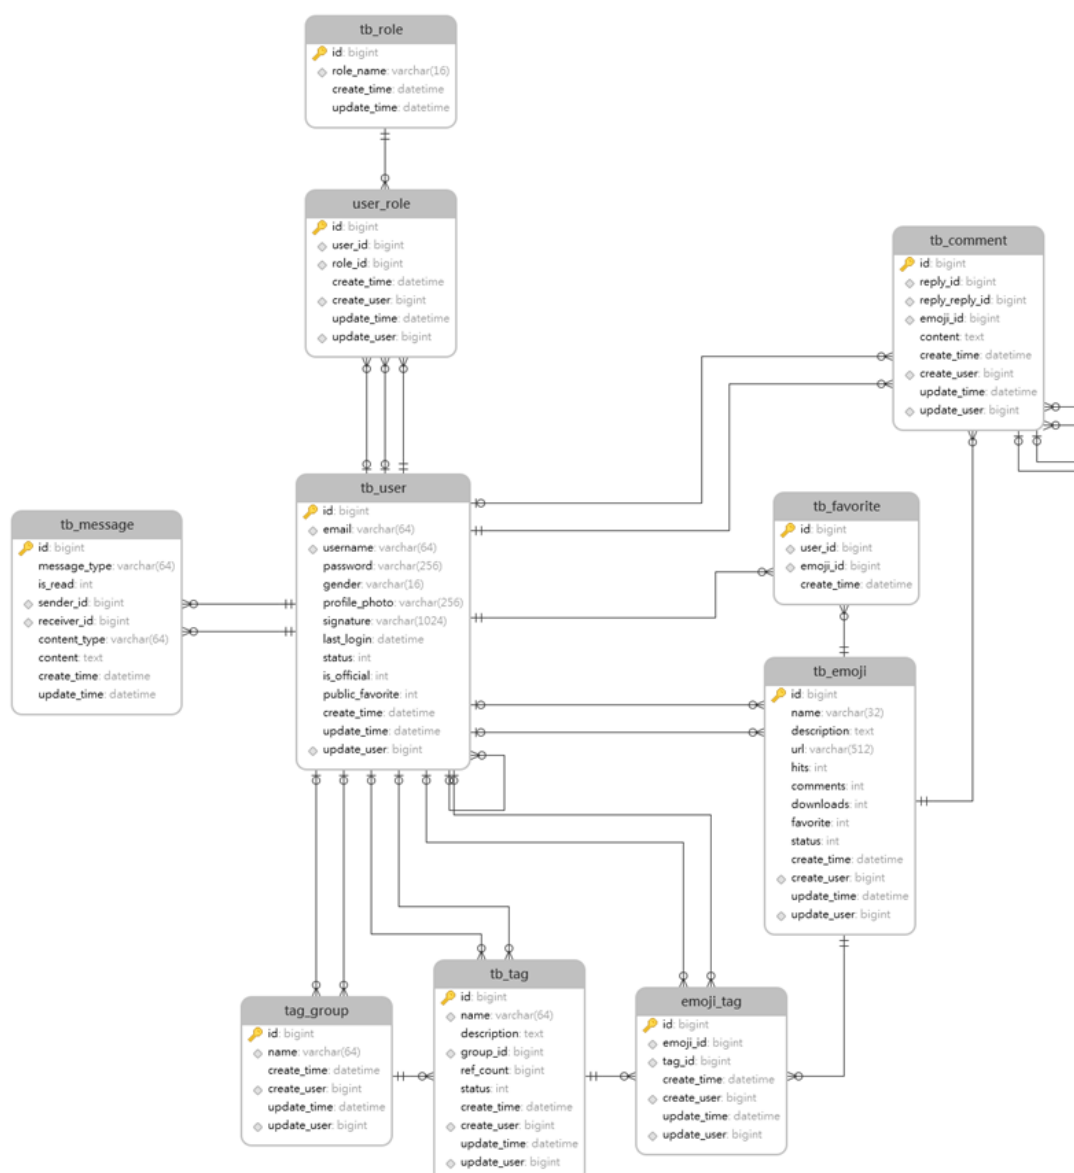 tb_role
id: bigint
role_name: varchar(16)
create_time: datetime
update_time: datetime
user_role
id: bigint
user_id: bigint
role_id: bigint
create_time: datetime
create_user: bigint
update_time: datetime
update_user: bigint
tb_comment
id: bigint
reply_id: bigint
reply_reply_id: bigint
emoji_id: bigint
content: text
create_time: datetime
create_user: bigint
update_time: datetime
update_user: bigint
tb_user
id: bigint
email: varchar(64)
username: varchar(64)
password: varchar(256)
gender: varchar(16)
profile_photo: varchar(256)
signature: varchar(1024)
last_login: datetime
status: int
is_official: int
public_favorite: int
create_time: datetime
update_time: datetime
update_user: bigint
tb_message
id: bigint
message_type: varchar(64)
is_read: int
sender_id: bigint
receiver_id: bigint
content_type: varchar(64)
content: text
create_time: datetime
update_time: datetime
tb_favorite
id: bigint
user_id: bigint
emoji_id: bigint
create_time: datetime
tb_emoji
id: bigint
name: varchar(32)
description: text
url: varchar(512)
hits: int
comments: int
downloads: int
favorite: int
status: int
create_time: datetime
create_user: bigint
update_time: datetime
update_user: bigint
tag_group
id: bigint
name: varchar(64)
create_time: datetime
create_user: bigint
update_time: datetime
update_user: bigint
tb_tag
id: bigint
name: varchar(64)
description: text
group_id: bigint
ref_count: bigint
status: int
create_time: datetime
create_user: bigint
update_time: datetime
update_user: bigint
emoji_tag
id: bigint
emoji_id: bigint
tag_id: bigint
create_time: datetime
create_user: bigint
update_time: datetime
update_user: bigint